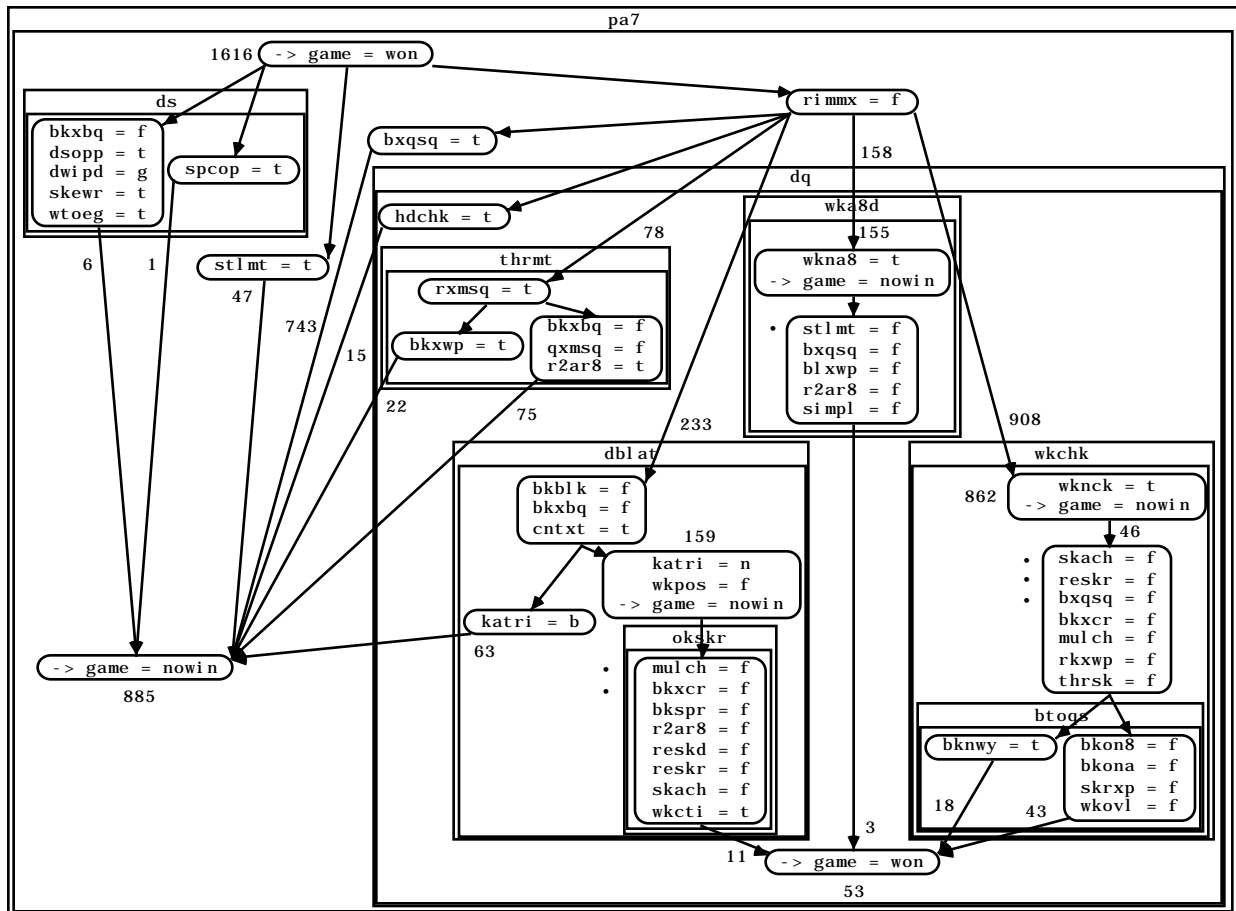 pa7
1616
-> game = won
ds
bkxbq = f
dsopp = t
dwipd = g
skewr = t
wtoeg = t
spcop = t
6
1
stlmt = t
47
bxqsq = t
743
15
rimmx = f
158
dq
hdchk = t
78
thrmt
rxmsq = t
bkxwp = t
bkxbq = f
qxmsq = f
r2ar8 = t
22
75
wka8d
155
wkna8 = t
-> game = nowin
• stlmt = f
bxqsq = f
blxwp = f
r2ar8 = f
simpl = f
233
908
dblat
bkblk = f
bkxbq = f
cntxt = t
159
katri = n
wkpos = f
-> game = nowin
katri = b
63
okskr
• mulch = f
• bkxcr = f
bkspr = f
r2ar8 = f
reskd = f
reskr = f
skach = f
wkcti = t
11
3
wkchk
862
wknck = t
-> game = nowin
46
• skach = f
• reskr = f
• bxqsq = f
bkxcr = f
mulch = f
rkxwp = f
thrsk = f
btoqs
bknwy = t
bkon8 = f
bkona = f
skrxp = f
wkovl = f
18
43
-> game = nowin
885
-> game = won
53